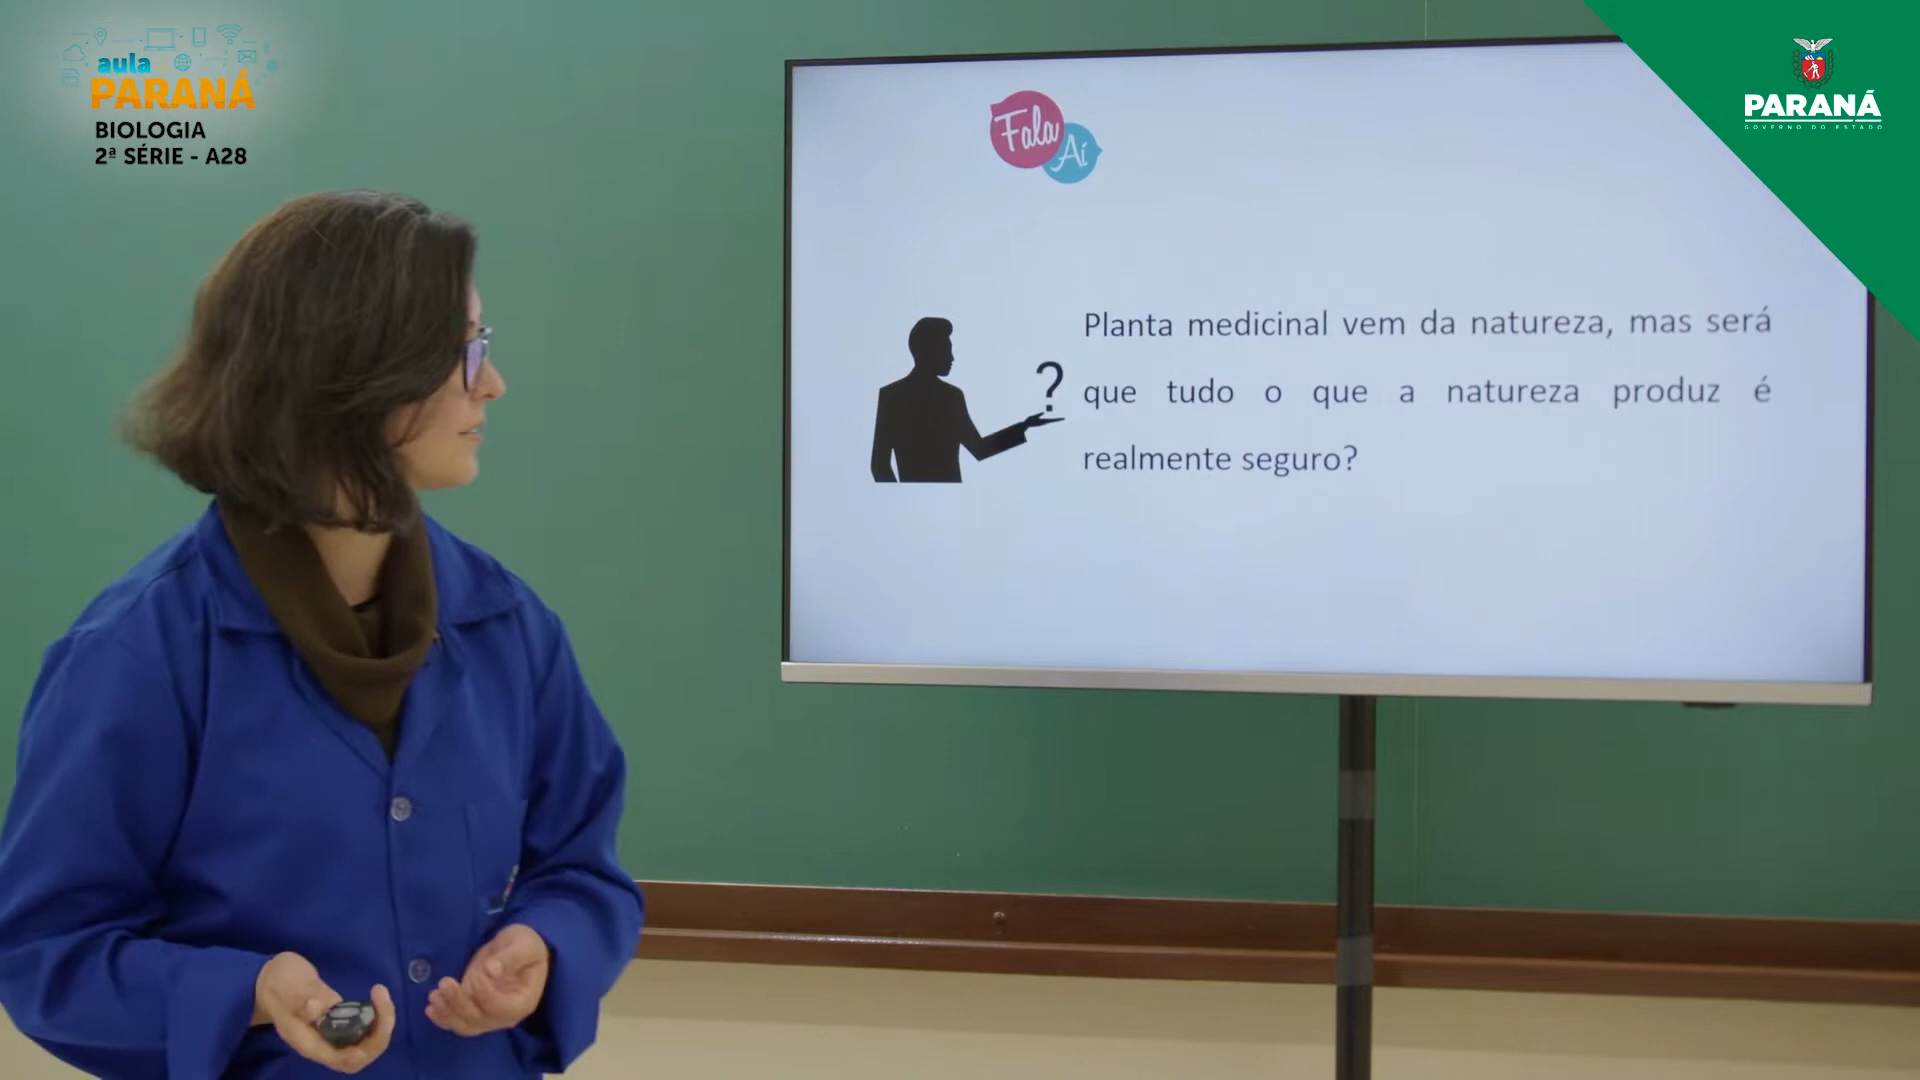 aula
PARANÁ
BIOLOGIA
2ª SÉRIE - A28
PARANÁ
GOVERNO DO ESTADO
Fala
Aí
Planta medicinal vem da natureza, mas será
? que tudo o que a natureza produz é
realmente seguro?